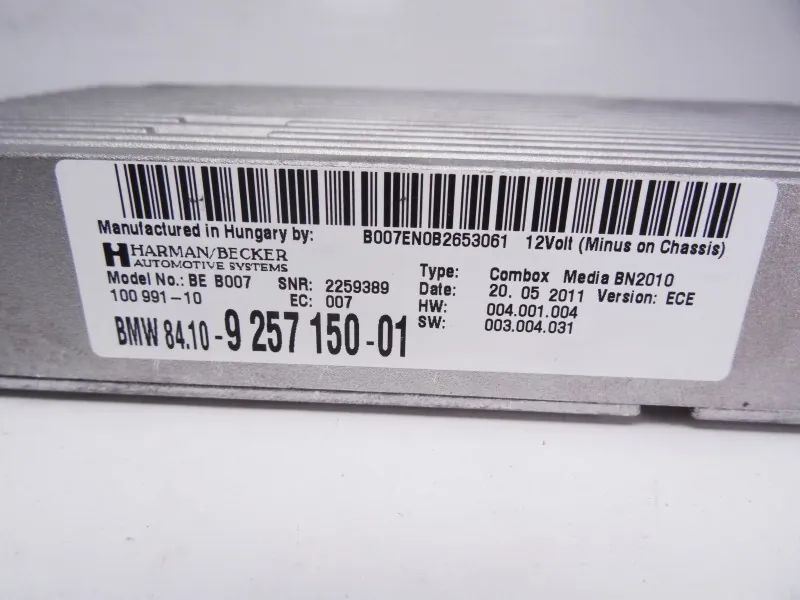 Manufactured in Hungary by: B007EN0B2653061 12Volt (Minus on Chassis)
HARMAN/BECKER
AUTOMOTIVE SYSTEMS
Model No.: BE B007 SNR: 2259389
100 991-10 EC: 007
BMW 84.10-9 257 150-01
Type: Combox Media BN2010
Date: 20. 05 2011 Version: ECE
HW: 004.001.004
SW: 003.004.031